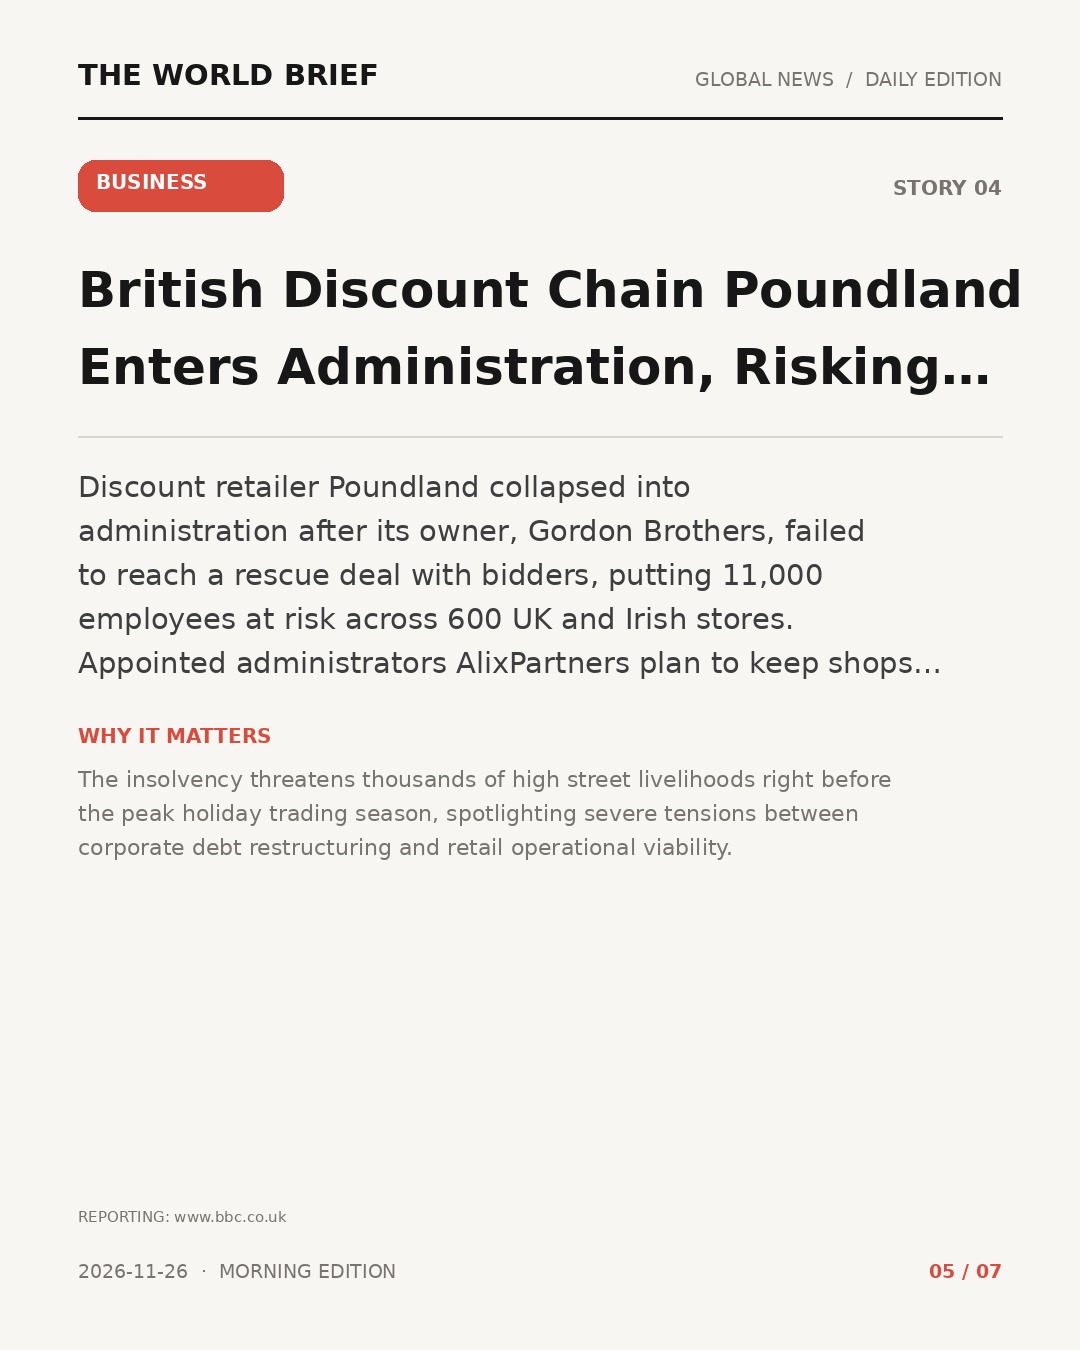 THE WORLD BRIEF
GLOBAL NEWS / DAILY EDITION
BUSINESS
STORY 04
British Discount Chain Poundland
Enters Administration, Risking…
Discount retailer Poundland collapsed into
administration after its owner, Gordon Brothers, failed
to reach a rescue deal with bidders, putting 11,000
employees at risk across 600 UK and Irish stores.
Appointed administrators AlixPartners plan to keep shops…
WHY IT MATTERS
The insolvency threatens thousands of high street livelihoods right before
the peak holiday trading season, spotlighting severe tensions between
corporate debt restructuring and retail operational viability.
REPORTING: www.bbc.co.uk
2026-11-26 · MORNING EDITION
05 / 07